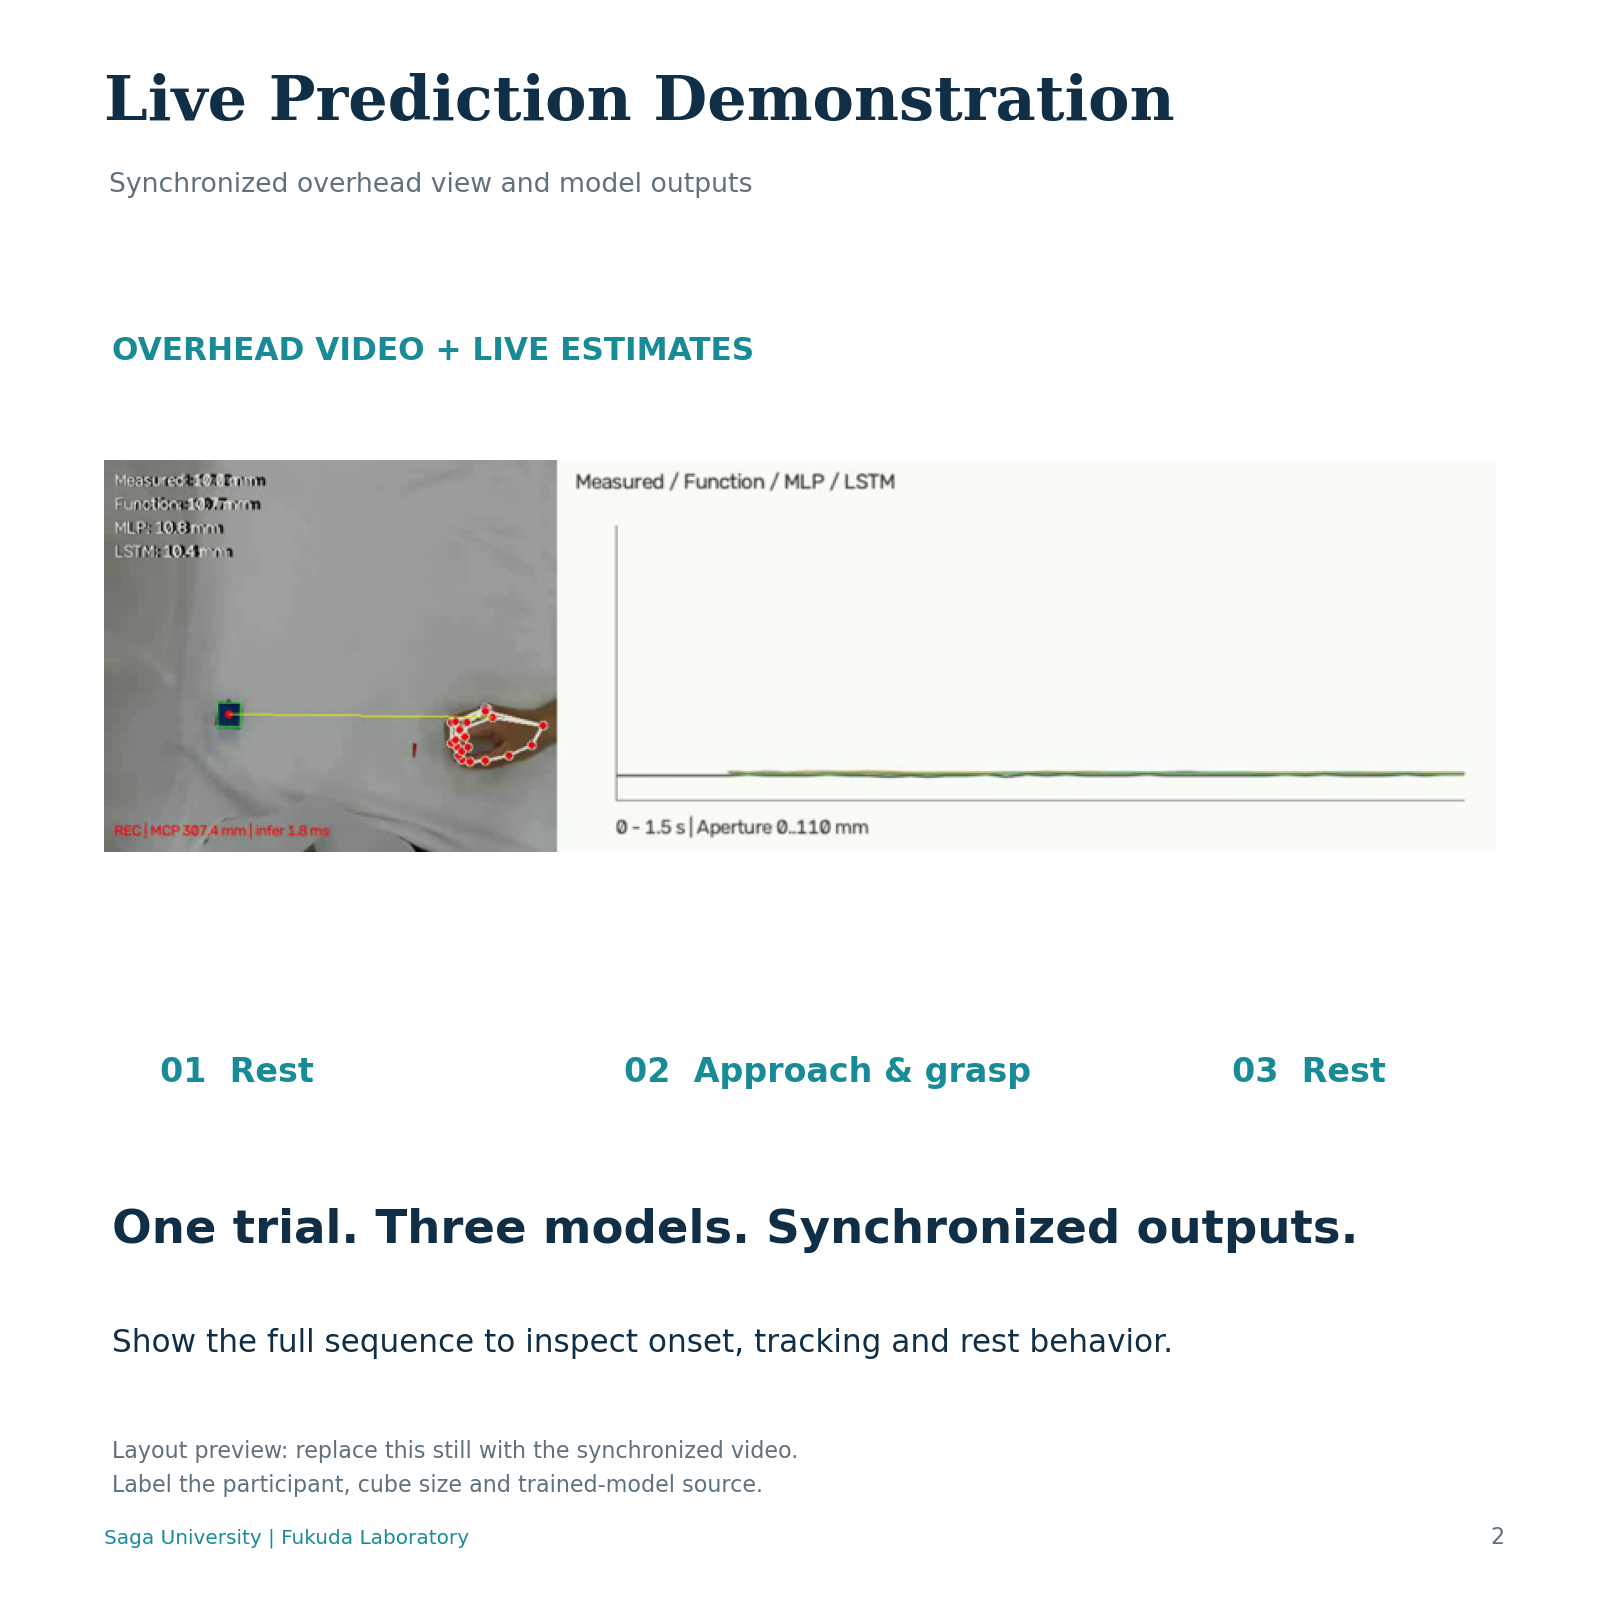 Live Prediction Demonstration
Synchronized overhead view and model outputs
OVERHEAD VIDEO + LIVE ESTIMATES
Measured: mm
Function: mm
MLP: 10.8 mm
LSTM: 10.4 mm
REC | MCP 307.4 mm | infer 1.8 ms
Measured / Function / MLP / LSTM
0 - 1.5 s | Aperture 0..110 mm
01 Rest
02 Approach & grasp
03 Rest
One trial. Three models. Synchronized outputs.
Show the full sequence to inspect onset, tracking and rest behavior.
Layout preview: replace this still with the synchronized video.
Label the participant, cube size and trained-model source.
Saga University | Fukuda Laboratory
2